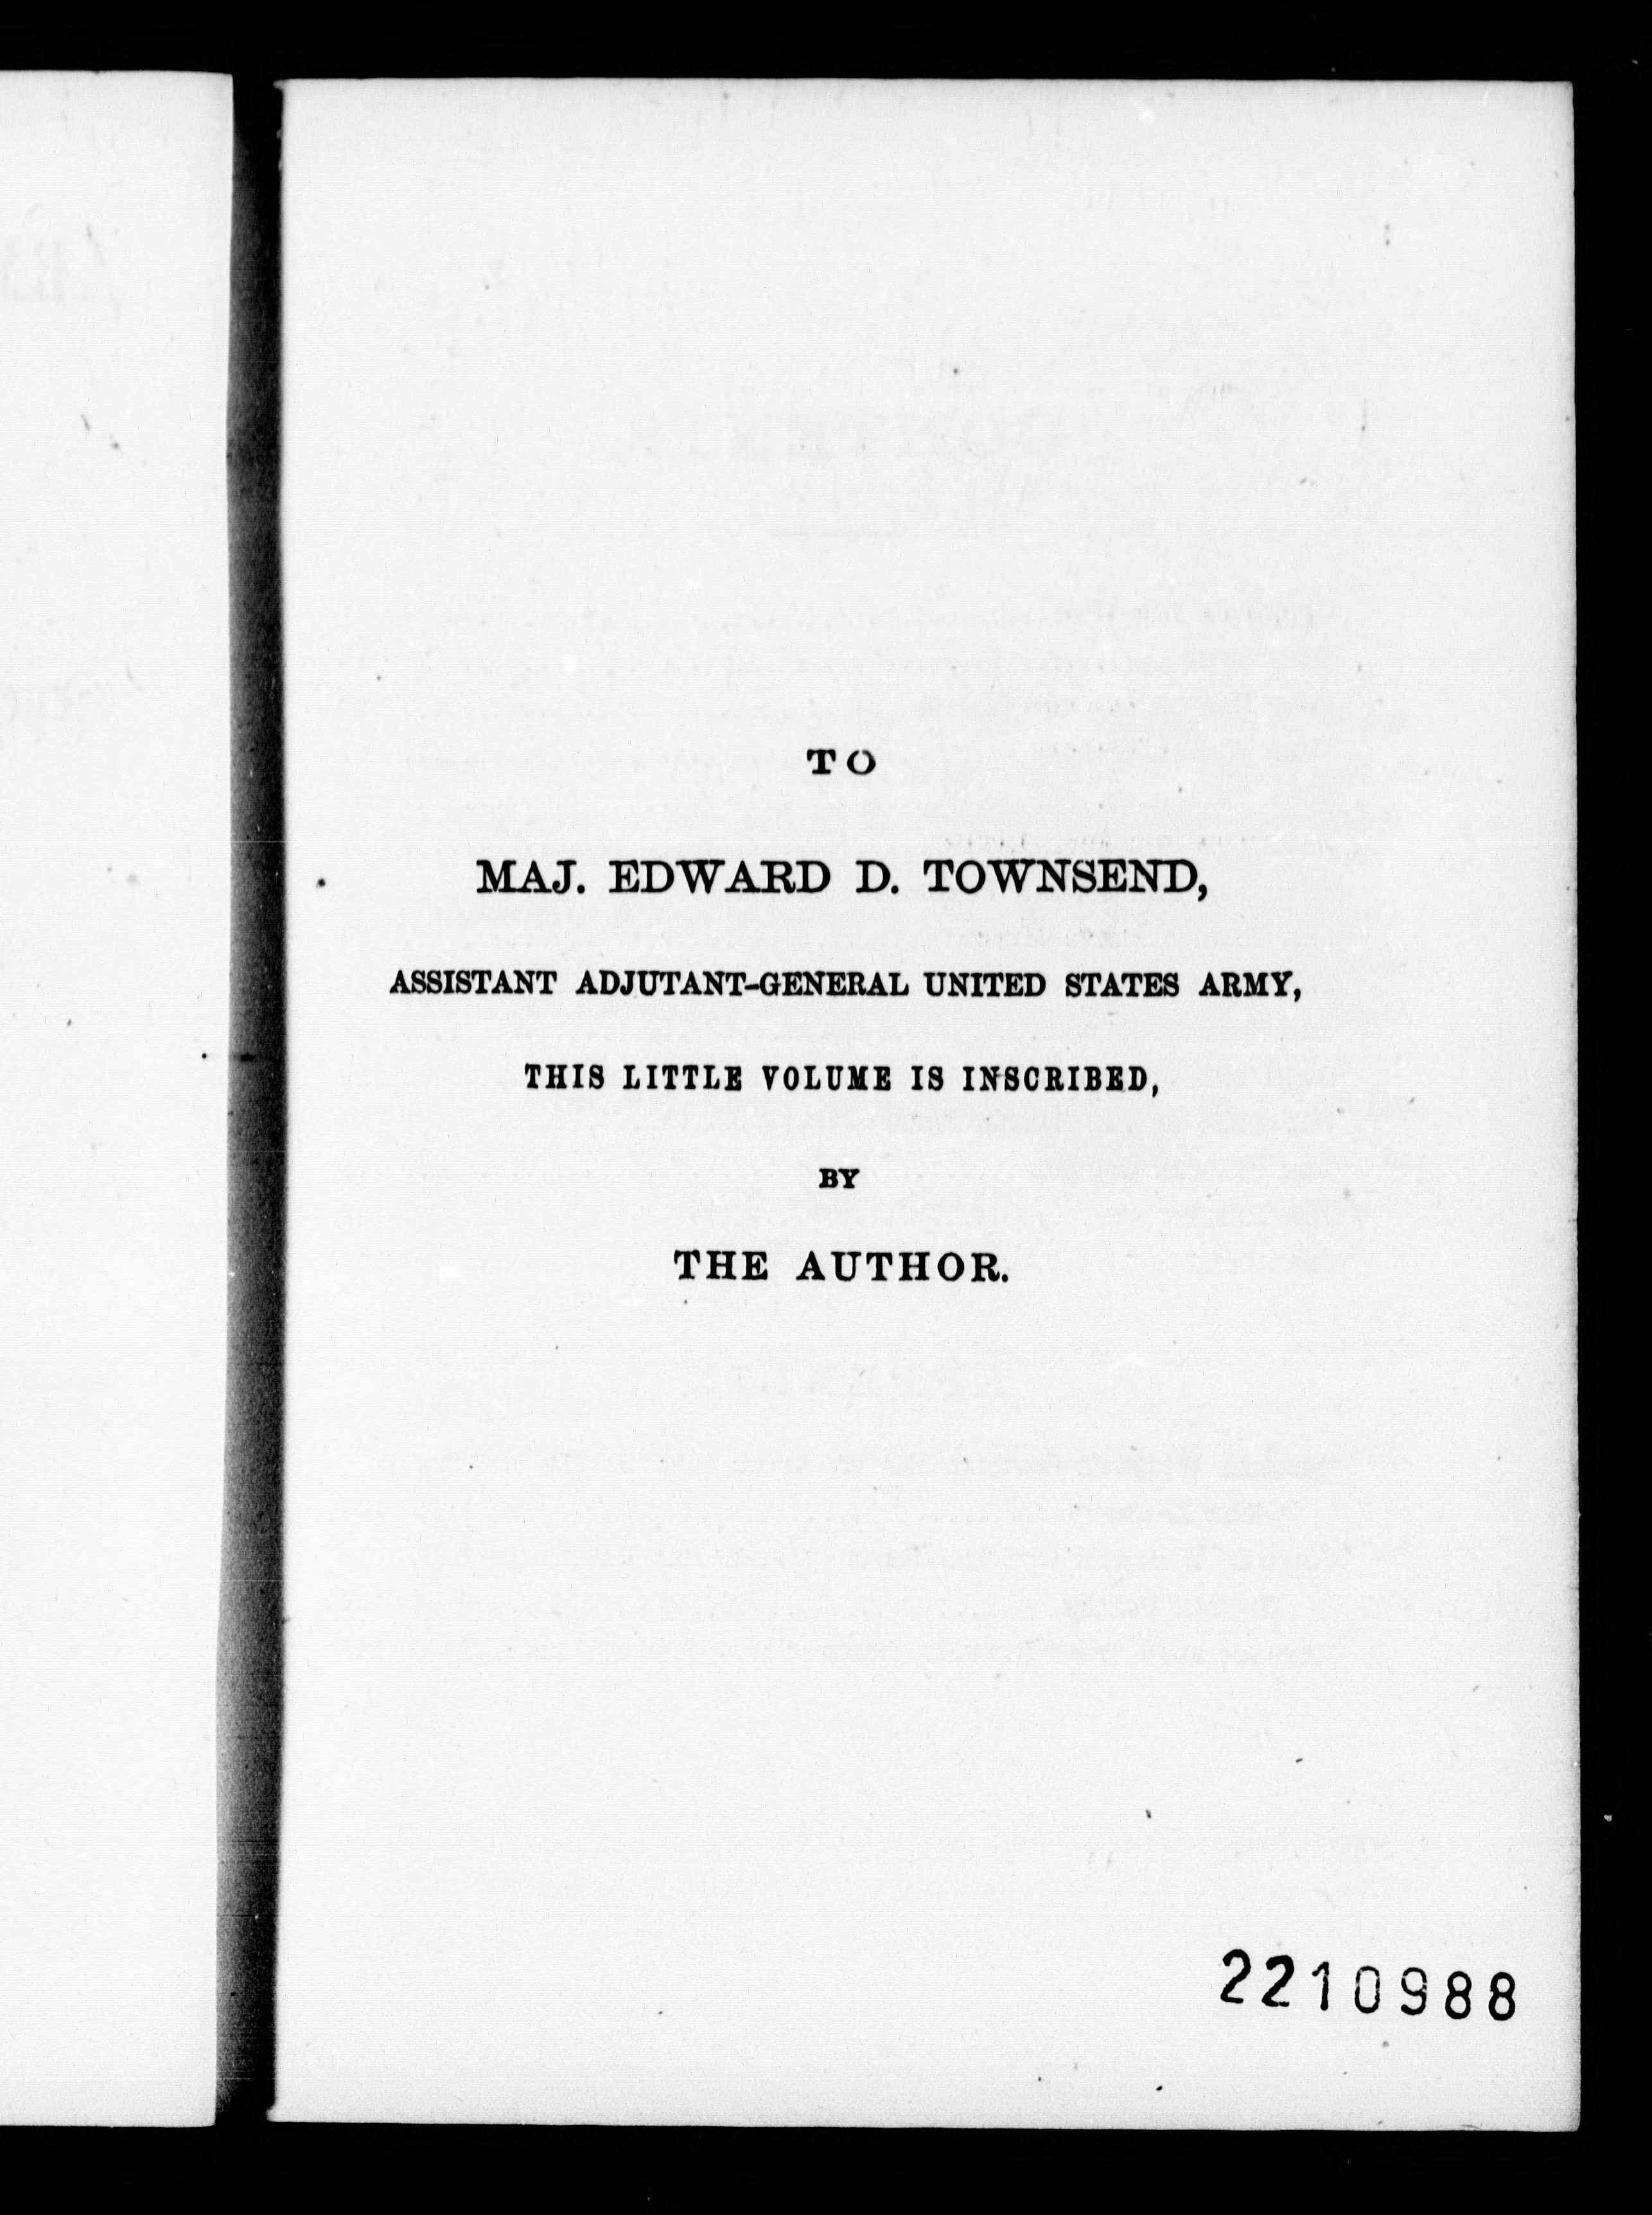 TO
MAJ. EDWARD D. TOWNSEND,
ASSISTANT ADJUTANT-GENERAL UNITED STATES ARMY,
THIS LITTLE VOLUME IS INSCRIBED,
BY
THE AUTHOR.
2210988